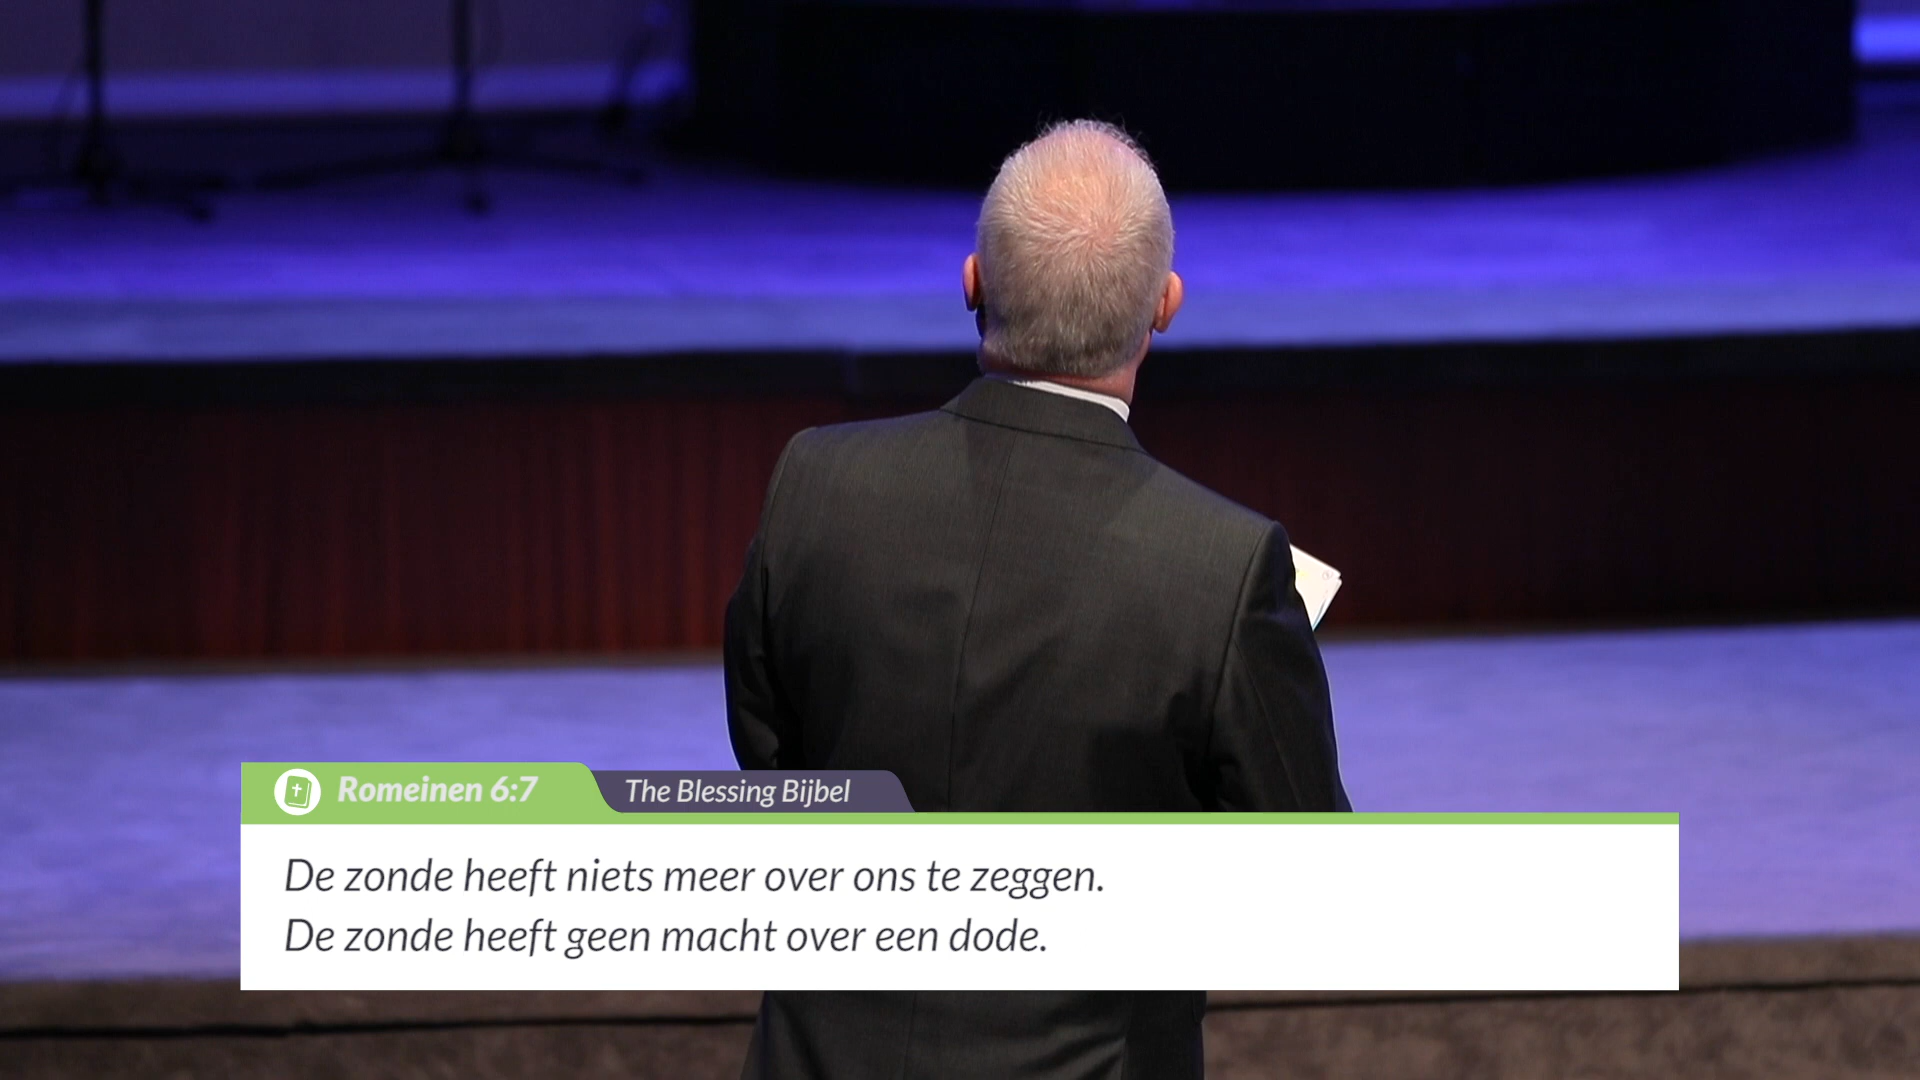 Romeinen 6:7
The Blessing Bijbel
De zonde heeft niets meer over ons te zeggen.
De zonde heeft geen macht over een dode.